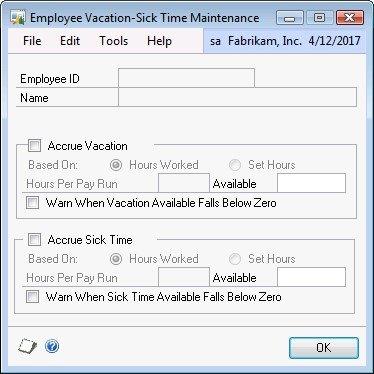 Employee Vacation-Sick Time Maintenance
File Edit Tools Help sa Fabrikam, Inc. 4/12/2017
Employee ID
Name
Accrue Vacation
Based On: Hours Worked Set Hours
Hours Per Pay Run Available
Warn When Vacation Available Falls Below Zero
Accrue Sick Time
Based On: Hours Worked Set Hours
Hours Per Pay Run Available
Warn When Sick Time Available Falls Below Zero
OK